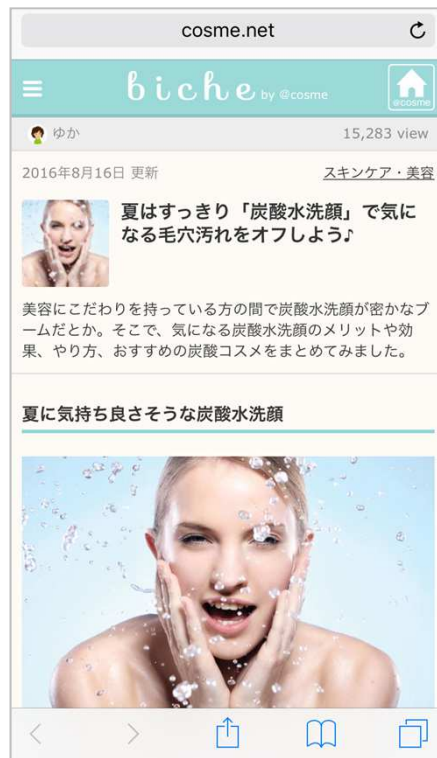 cosme.net
biche by @cosme
@cosme
ゆか 15,283 view
2016年8月16日 更新 スキンケア・美容
夏はすっきり「炭酸水洗顔」で気に
なる毛穴汚れをオフしよう♪
美容にこだわりを持っている方の間で炭酸水洗顔が密かなブ
ームだとか。そこで、気になる炭酸水洗顔のメリットや効
果、やり方、おすすめの炭酸コスメをまとめてみました。
夏に気持ち良さそうな炭酸水洗顔